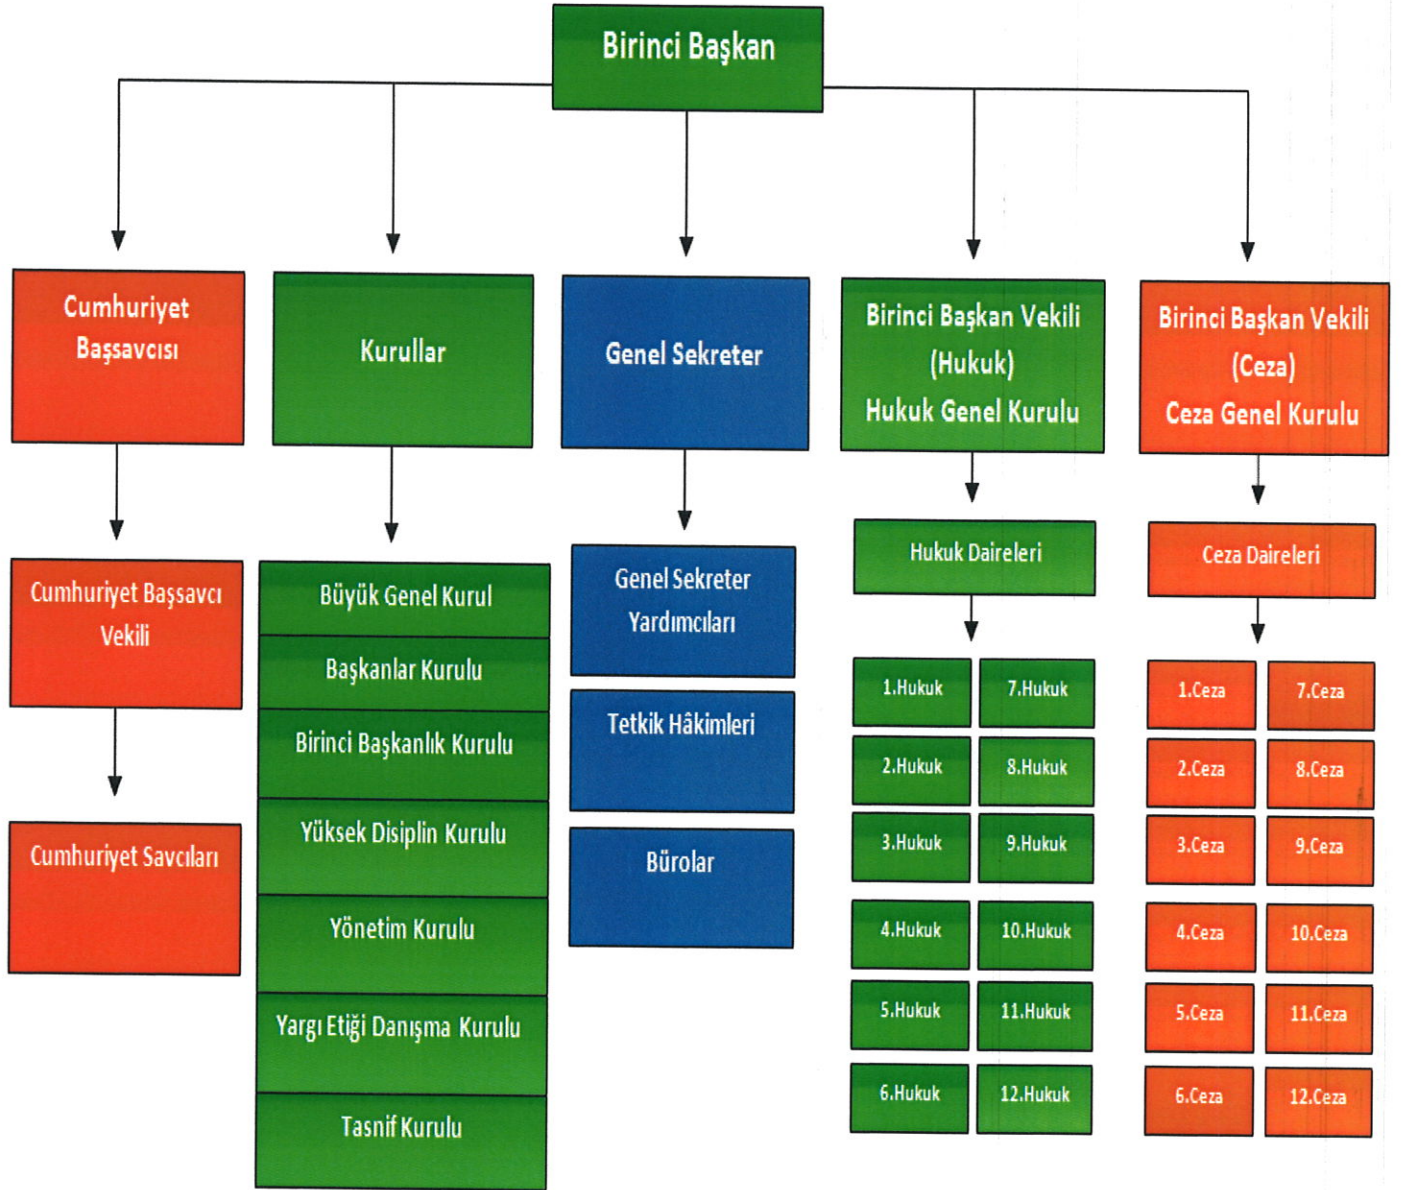 Birinci Başkan
Cumhuriyet
Başsavcısı
Kurullar
Genel Sekreter
Birinci Başkan Vekili
(Hukuk)
Hukuk Genel Kurulu
Birinci Başkan Vekili
(Ceza)
Ceza Genel Kurulu
Cumhuriyet Başsavcı
Vekili
Cumhuriyet Savcıları
Büyük Genel Kurul
Başkanlar Kurulu
Birinci Başkanlık Kurulu
Yüksek Disiplin Kurulu
Yönetim Kurulu
Yargı Etiği Danışma Kurulu
Tasnif Kurulu
Genel Sekreter
Yardımcıları
Tetkik Hâkimleri
Bürolar
Hukuk Daireleri
1.Hukuk
7.Hukuk
2.Hukuk
8.Hukuk
3.Hukuk
9.Hukuk
4.Hukuk
10.Hukuk
5.Hukuk
11.Hukuk
6.Hukuk
12.Hukuk
Ceza Daireleri
1.Ceza
7.Ceza
2.Ceza
8.Ceza
3.Ceza
9.Ceza
4.Ceza
10.Ceza
5.Ceza
11.Ceza
6.Ceza
12.Ceza